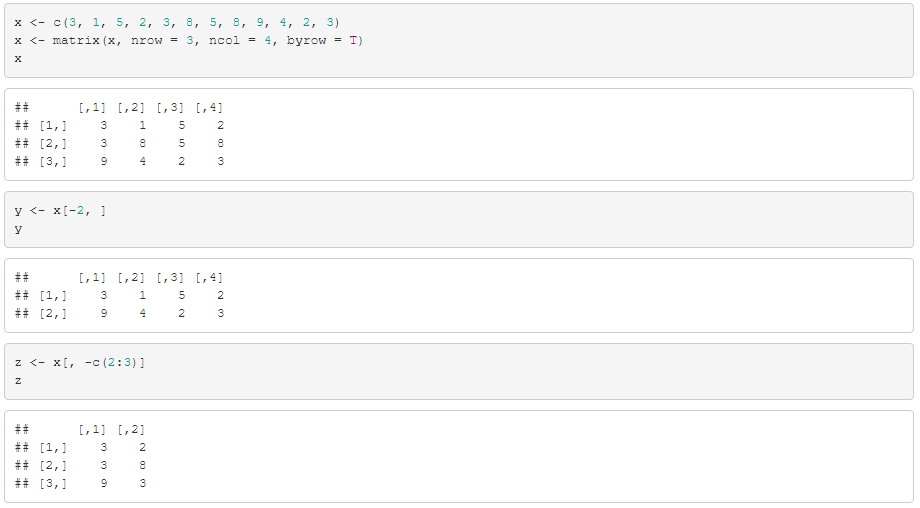 x <- c(3, 1, 5, 2, 3, 8, 5, 8, 9, 4, 2, 3)
x <- matrix(x, nrow = 3, ncol = 4, byrow = T)
x
##      [,1] [,2] [,3] [,4]
## [1,]    3    1    5    2
## [2,]    3    8    5    8
## [3,]    9    4    2    3
y <- x[-2, ]
y
##      [,1] [,2] [,3] [,4]
## [1,]    3    1    5    2
## [2,]    9    4    2    3
z <- x[, -c(2:3)]
z
##      [,1] [,2]
## [1,]    3    2
## [2,]    3    8
## [3,]    9    3